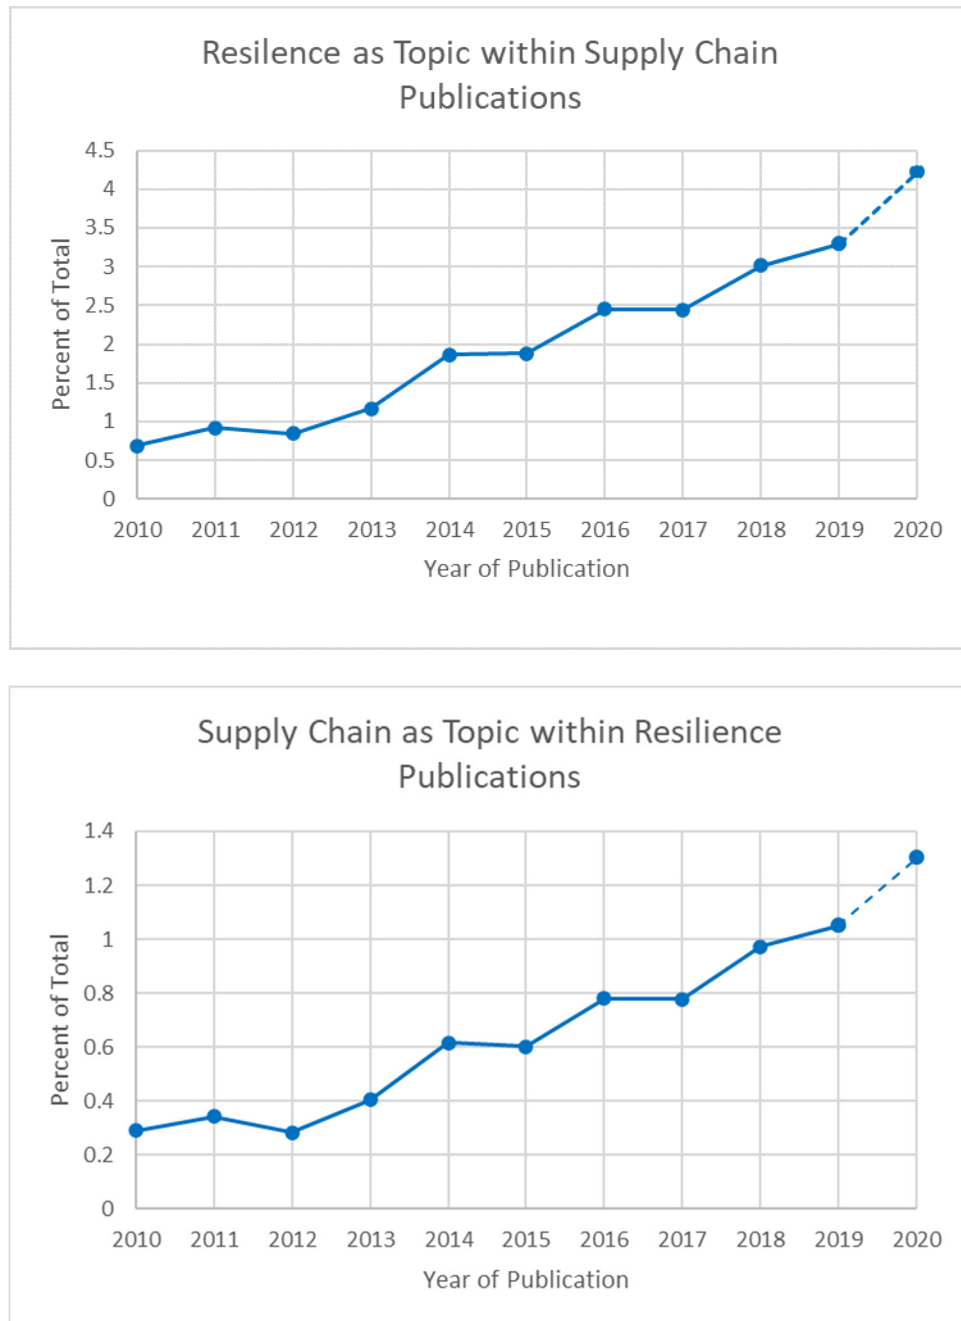 Resilence as Topic within Supply Chain
Publications
4.5
4
3.5
3
2.5
2
1.5
1
0.5
0
Percent of Total
2010 2011 2012 2013 2014 2015 2016 2017 2018 2019 2020
Year of Publication
Supply Chain as Topic within Resilience
Publications
1.4
1.2
1
0.8
0.6
0.4
0.2
0
Percent of Total
2010 2011 2012 2013 2014 2015 2016 2017 2018 2019 2020
Year of Publication